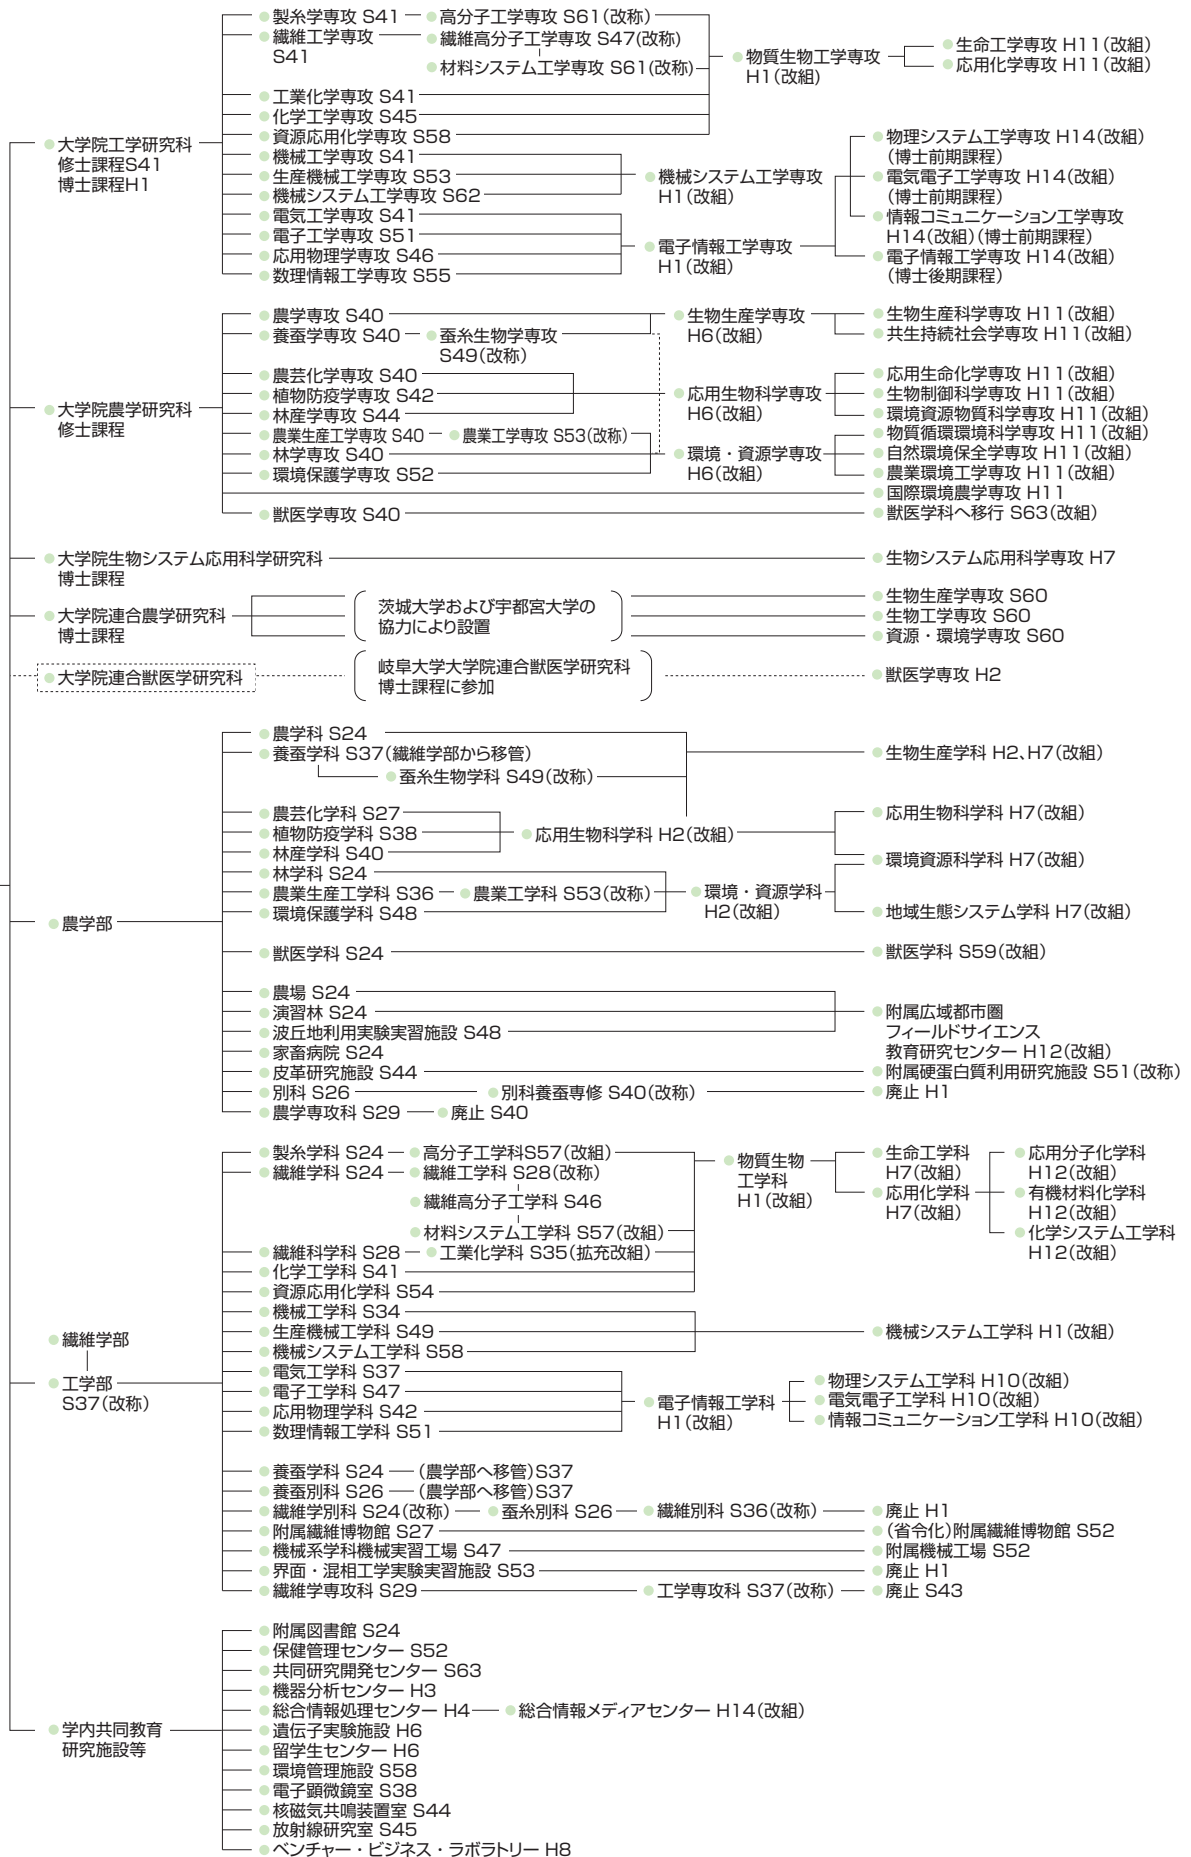 製糸学専攻 S41 高分子工学専攻 S61(改称)
繊維工学専攻 繊維高分子工学専攻 S47(改称)
S41
材料システム工学専攻 S61(改称)
物質生物工学専攻
H1(改組)
生命工学専攻 H11(改組)
応用化学専攻 H11(改組)
工業化学専攻 S41
化学工学専攻 S45
資源応用化学専攻 S58
大学院工学研究科
修士課程S41
博士課程H1
機械工学専攻 S41
生産機械工学専攻 S53
機械システム工学専攻 S62
機械システム工学専攻
H1(改組)
電気工学専攻 S41
電子工学専攻 S51
応用物理学専攻 S46
数理情報工学専攻 S55
電子情報工学専攻
H1(改組)
物理システム工学専攻 H14(改組)
(博士前期課程)
電気電子工学専攻 H14(改組)
(博士前期課程)
情報コミュニケーション工学専攻
H14(改組)(博士前期課程)
電子情報工学専攻 H14(改組)
(博士後期課程)
大学院農学研究科
修士課程
農学専攻 S40
養蚕学専攻 S40 蚕糸生物学専攻
S49(改称)
生物生産学専攻
H6(改組)
生物生産科学専攻 H11(改組)
共生持続社会学専攻 H11(改組)
農芸化学専攻 S40
植物防疫学専攻 S42
林産学専攻 S44
応用生物科学専攻
H6(改組)
応用生命化学専攻 H11(改組)
生物制御科学専攻 H11(改組)
環境資源物質科学専攻 H11(改組)
農業生産工学専攻 S40 農業工学専攻 S53(改称)
林学専攻 S40
環境保護学専攻 S52
環境・資源学専攻
H6(改組)
物質循環環境科学専攻 H11(改組)
自然環境保全学専攻 H11(改組)
農業環境工学専攻 H11(改組)
国際環境農学専攻 H11
獣医学専攻 S40 獣医学科へ移行 S63(改組)
大学院生物システム応用科学研究科
博士課程
生物システム応用科学専攻 H7
大学院連合農学研究科
博士課程
茨城大学および宇都宮大学の
協力により設置
生物生産学専攻 S60
生物工学専攻 S60
資源・環境学専攻 S60
大学院連合獣医学研究科
岐阜大学大学院連合獣医学研究科
博士課程に参加
獣医学専攻 H2
農学部
農学科 S24
養蚕学科 S37(繊維学部から移管)
蚕糸生物学科 S49(改称)
生物生産学科 H2、H7(改組)
農芸化学科 S27
植物防疫学科 S38
林産学科 S40
応用生物科学科 H2(改組)
応用生物科学科 H7(改組)
環境資源科学科 H7(改組)
林学科 S24
農業生産工学科 S36 農業工学科 S53(改称)
環境保護学科 S48
環境・資源学科
H2(改組)
地域生態システム学科 H7(改組)
獣医学科 S24 獣医学科 S59(改組)
農場 S24
演習林 S24
波丘地利用実験実習施設 S48
附属広域都市圏
フィールドサイエンス
教育研究センター H12(改組)
家畜病院 S24
皮革研究施設 S44 附属硬蛋白質利用研究施設 S51(改称)
別科 S26 別科養蚕専修 S40(改称) 廃止 H1
農学専攻科 S29 廃止 S40
繊維学部
工学部
S37(改称)
製糸学科 S24 高分子工学科S57(改組)
繊維学科 S24 繊維工学科 S28(改称)
繊維高分子工学科 S46
材料システム工学科 S57(改組)
繊維科学科 S28 工業化学科 S35(拡充改組)
化学工学科 S41
資源応用化学科 S54
物質生物
工学科
H1(改組)
生命工学科
H7(改組)
応用化学科
H7(改組)
応用分子化学科
H12(改組)
有機材料化学科
H12(改組)
化学システム工学科
H12(改組)
機械工学科 S34
生産機械工学科 S49
機械システム工学科 S58
機械システム工学科 H1(改組)
電気工学科 S37
電子工学科 S47
応用物理学科 S42
数理情報工学科 S51
電子情報工学科
H1(改組)
物理システム工学科 H10(改組)
電気電子工学科 H10(改組)
情報コミュニケーション工学科 H10(改組)
養蚕学科 S24 (農学部へ移管)S37
養蚕別科 S26 (農学部へ移管)S37
繊維学別科 S24(改称) 蚕糸別科 S26 繊維別科 S36(改称) 廃止 H1
附属繊維博物館 S27 (省令化)附属繊維博物館 S52
機械系学科機械実習工場 S47 附属機械工場 S52
界面・混相工学実験実習施設 S53 廃止 H1
繊維学専攻科 S29 工学専攻科 S37(改称) 廃止 S43
学内共同教育
研究施設等
附属図書館 S24
保健管理センター S52
共同研究開発センター S63
機器分析センター H3
総合情報処理センター H4 総合情報メディアセンター H14(改組)
遺伝子実験施設 H6
留学生センター H6
環境管理施設 S58
電子顕微鏡室 S38
核磁気共鳴装置室 S44
放射線研究室 S45
ベンチャー・ビジネス・ラボラトリー H8